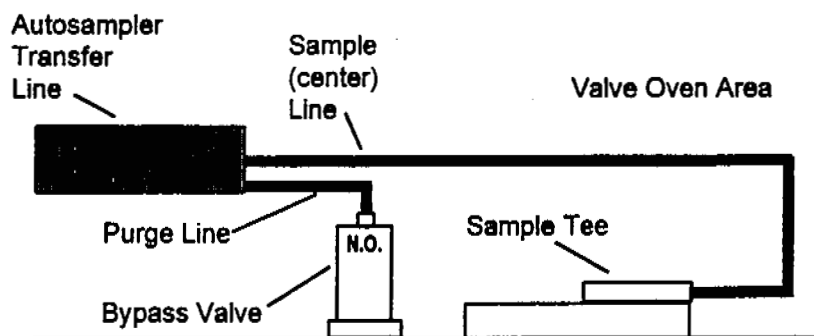 Autosampler
Transfer
Line
Sample
(center)
Line
Valve Oven Area
Purge Line
N.O.
Sample Tee
Bypass Valve